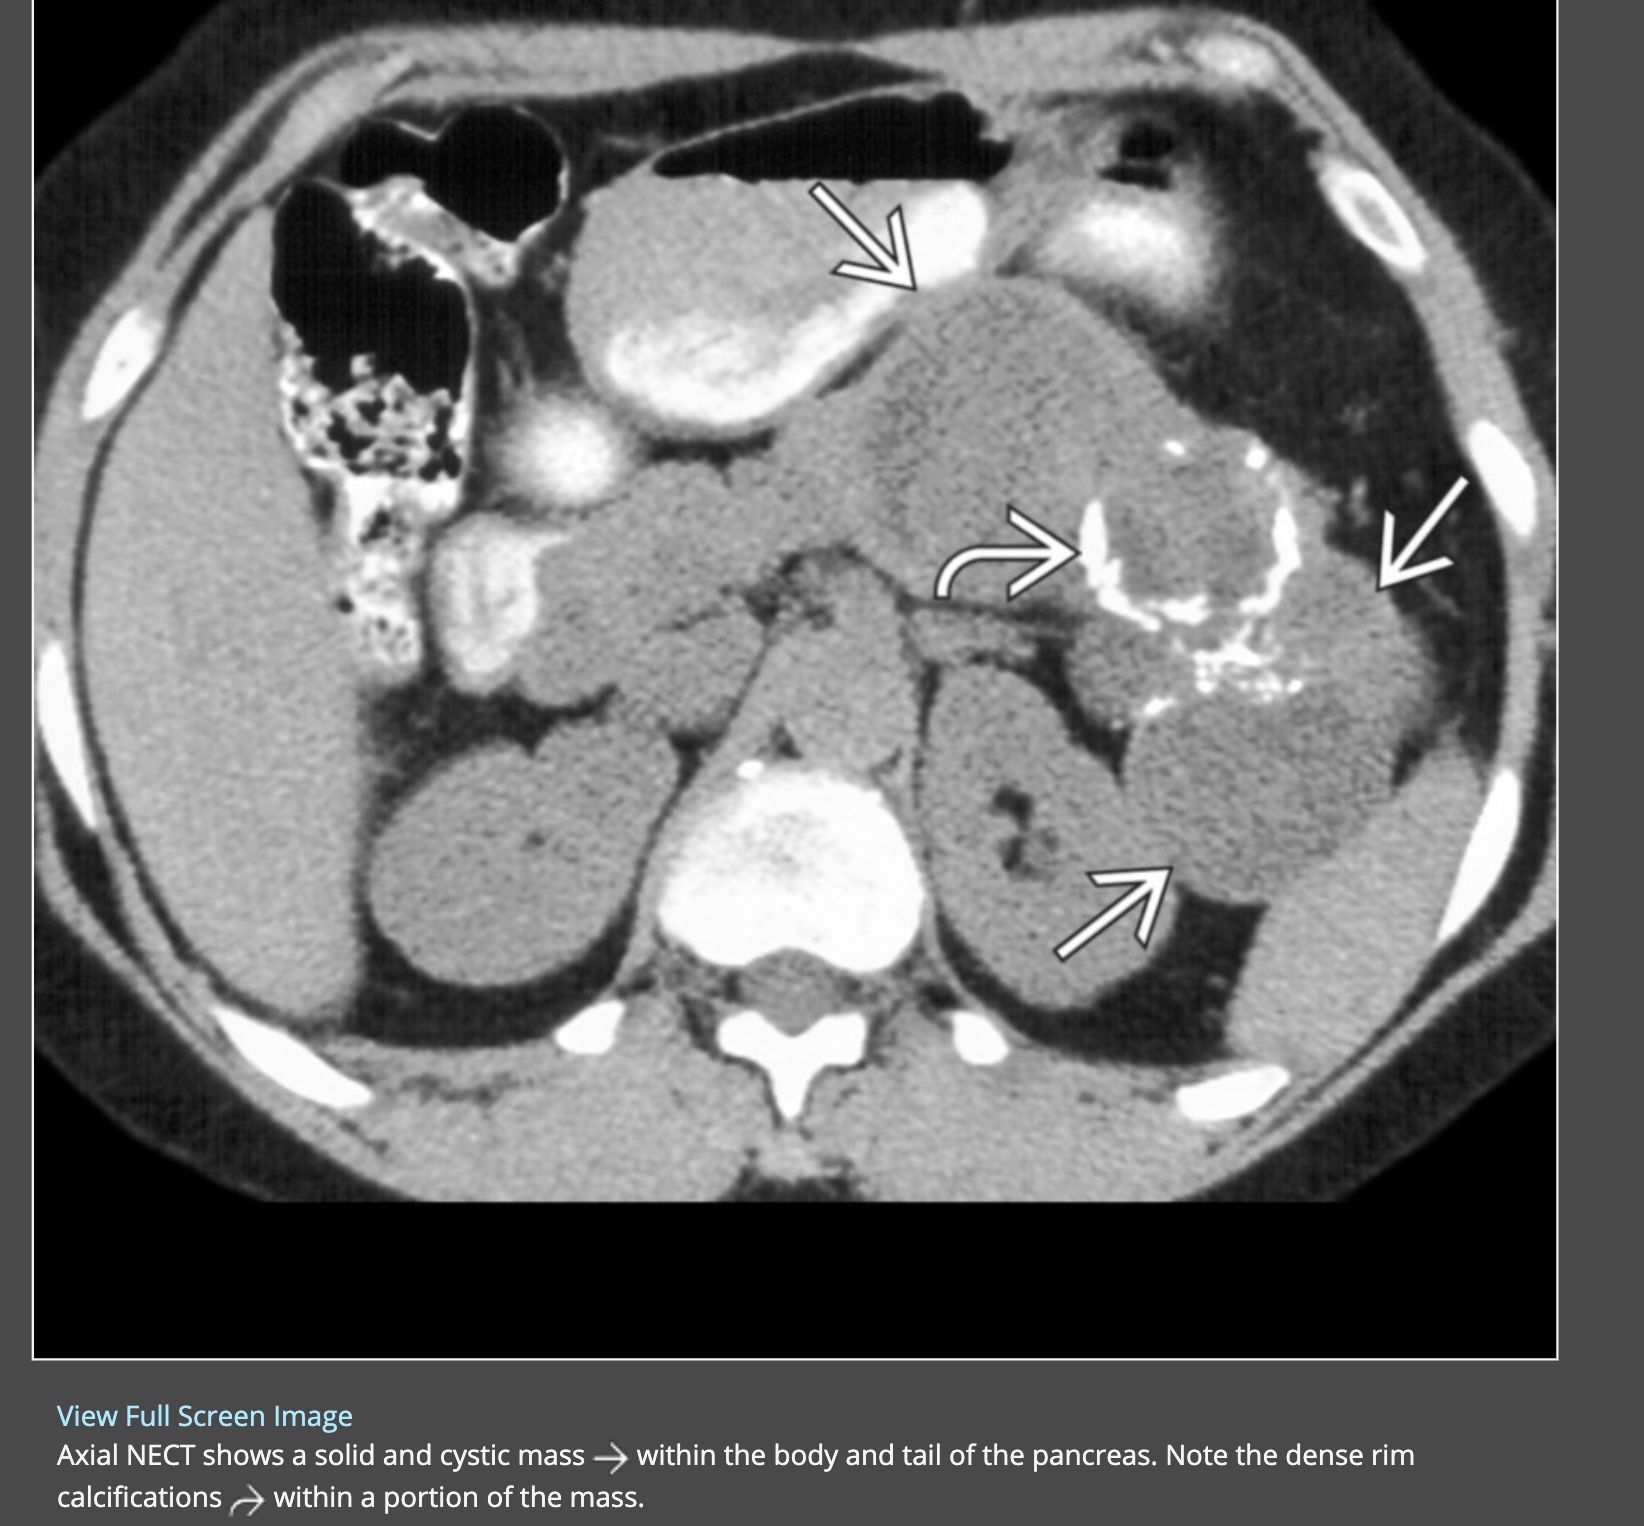 View Full Screen Image
Axial NECT shows a solid and cystic mass → within the body and tail of the pancreas. Note the dense rim
calcifications ↷ within a portion of the mass.